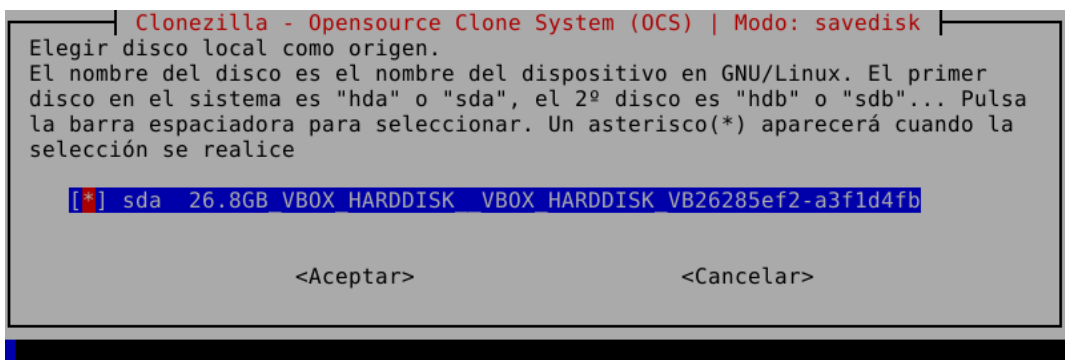 Clonezilla - Opensource Clone System (OCS) | Modo: savedisk
Elegir disco local como origen.
El nombre del disco es el nombre del dispositivo en GNU/Linux. El primer
disco en el sistema es "hda" o "sda", el 2º disco es "hdb" o "sdb"... Pulsa
la barra espaciadora para seleccionar. Un asterisco(*) aparecerá cuando la
selección se realice
[*] sda  26.8GB_VBOX_HARDDISK__VBOX_HARDDISK_VB26285ef2-a3f1d4fb
<Aceptar> <Cancelar>